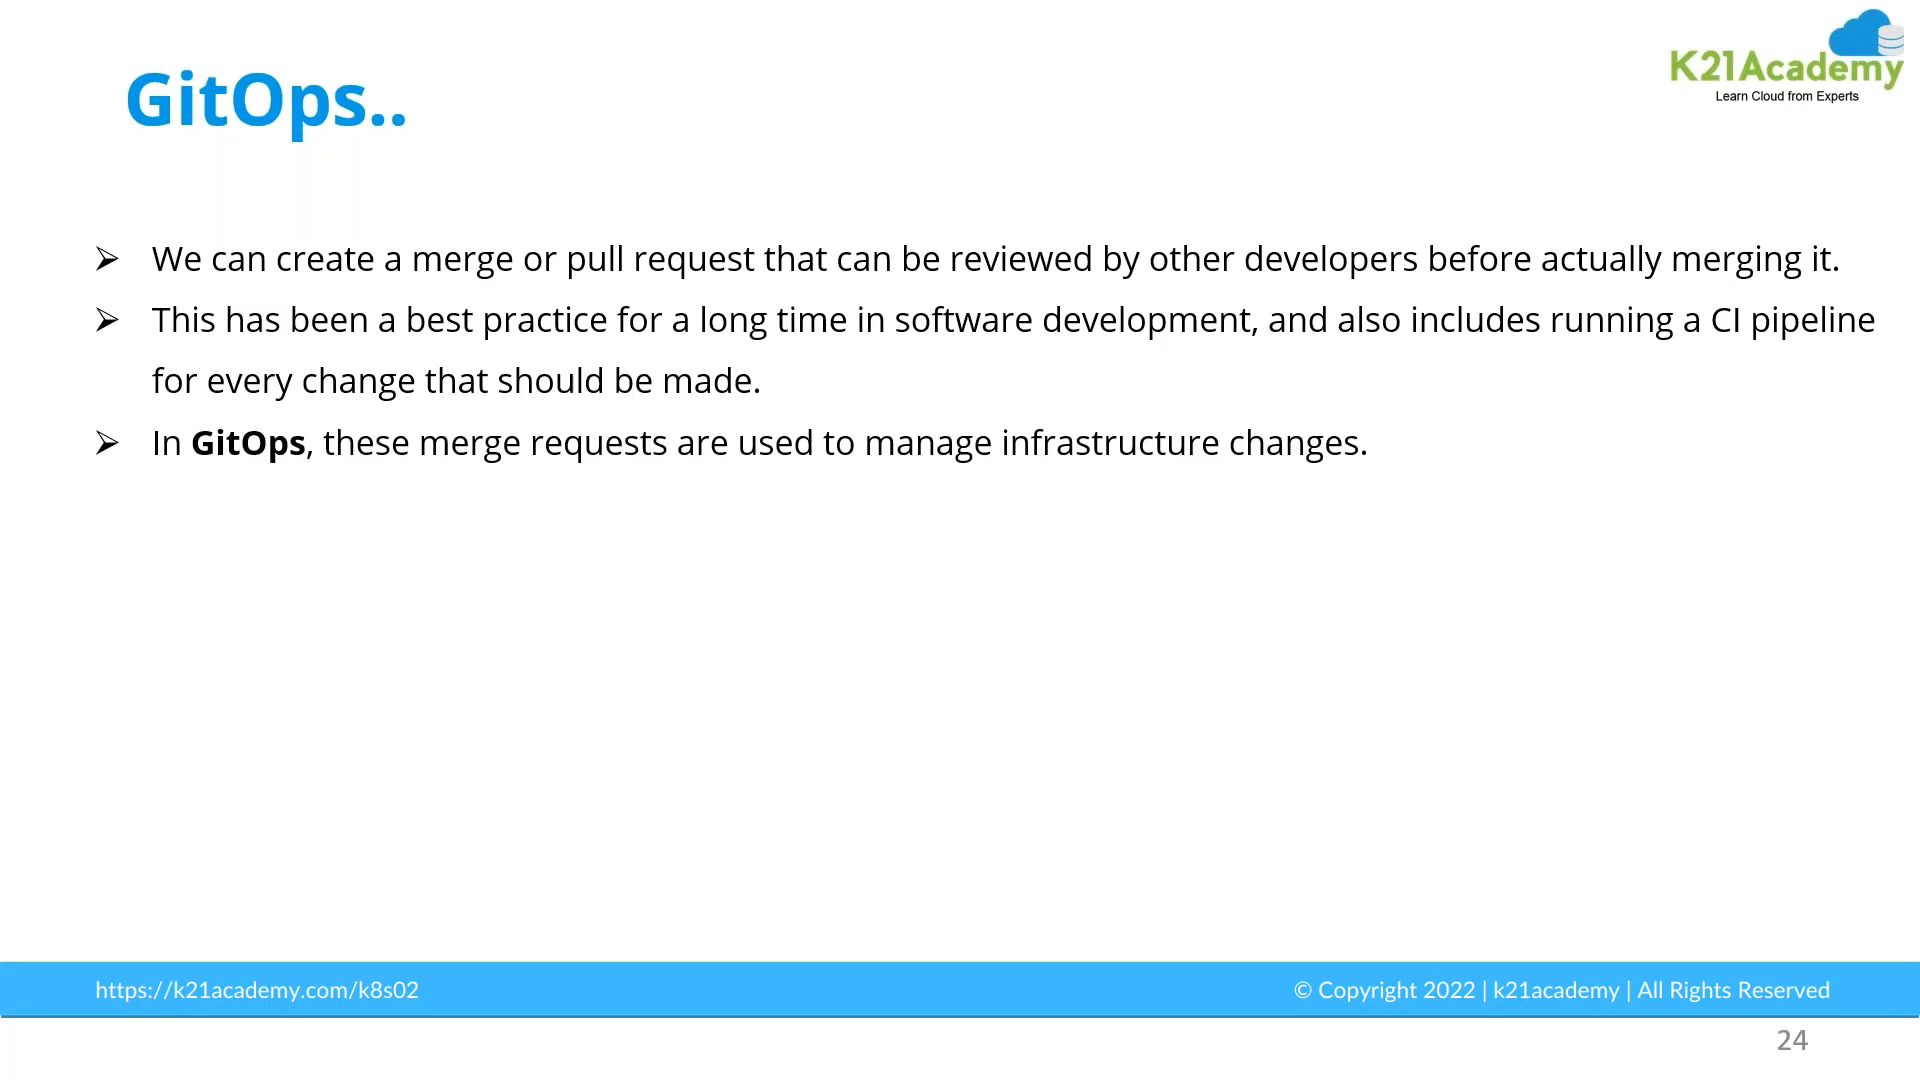 K21Academy
Learn Cloud from Experts
GitOps..
➢ We can create a merge or pull request that can be reviewed by other developers before actually merging it.
➢ This has been a best practice for a long time in software development, and also includes running a CI pipeline
for every change that should be made.
➢ In GitOps, these merge requests are used to manage infrastructure changes.
https://k21academy.com/k8s02
© Copyright 2022 | k21academy | All Rights Reserved
24